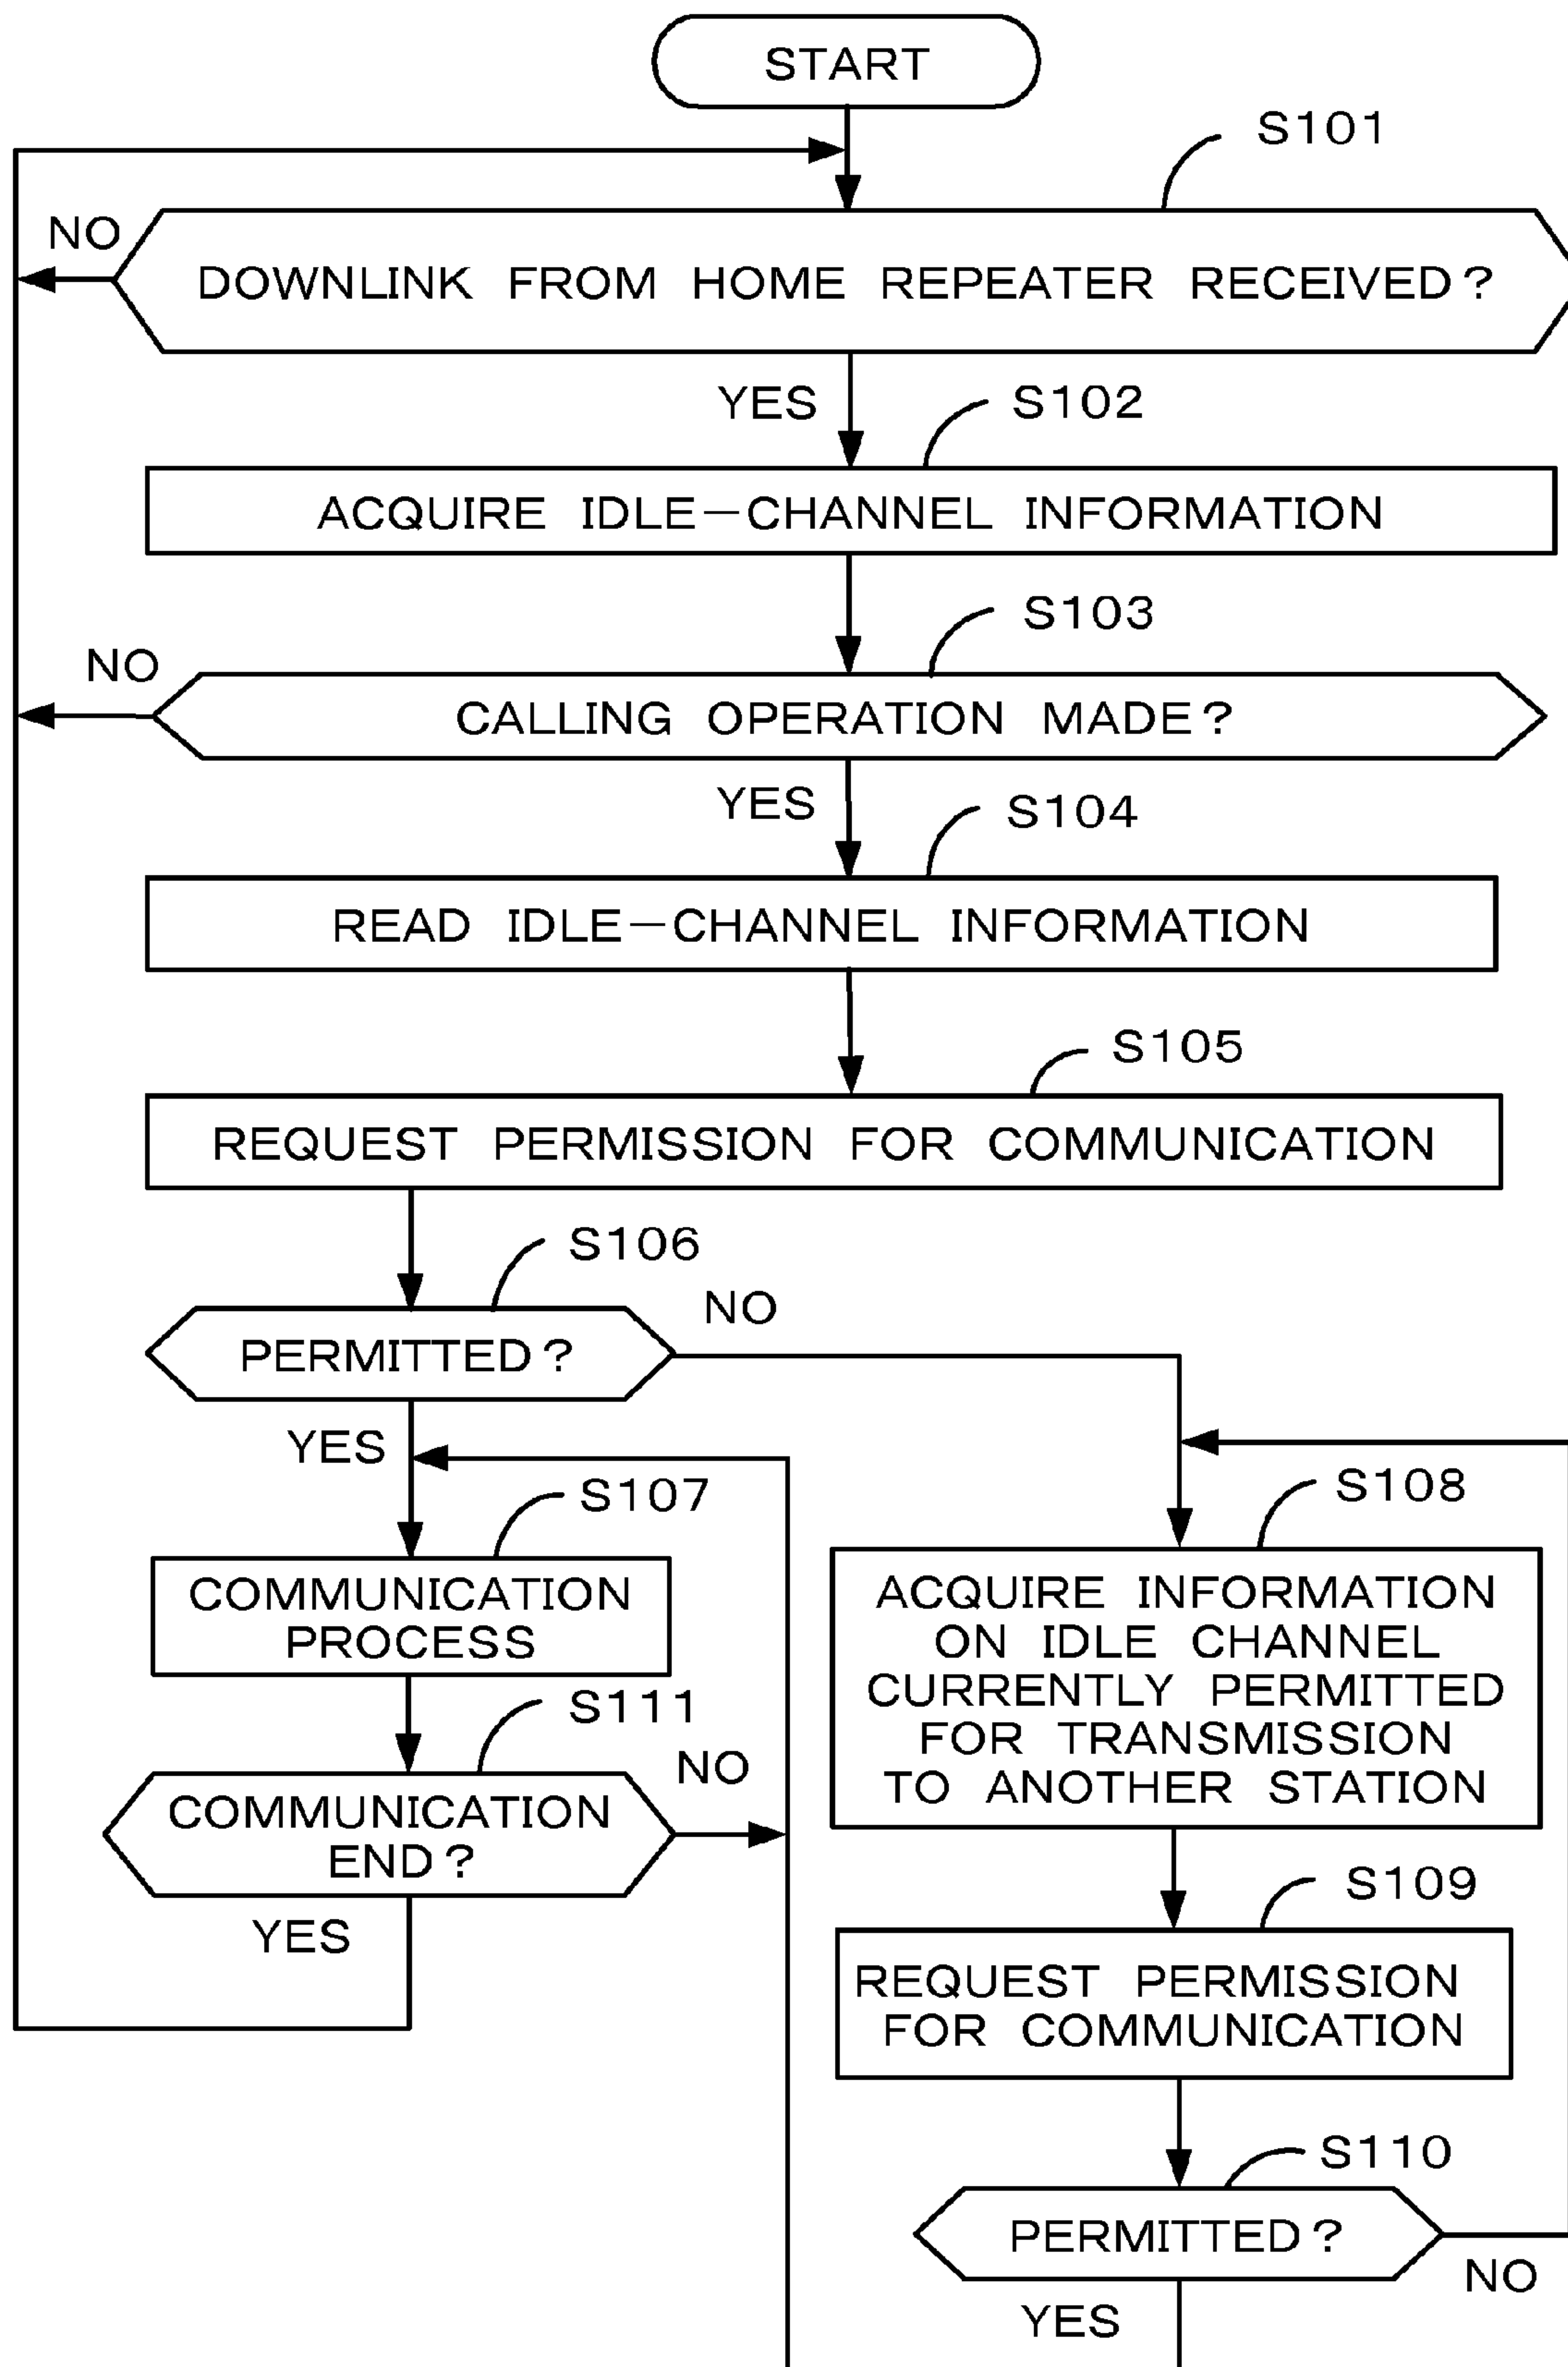 START
S101
NO
DOWNLINK FROM HOME REPEATER RECEIVED?
YES
S102
ACQUIRE IDLE—CHANNEL INFORMATION
S103
NO
CALLING OPERATION MADE?
YES
S104
READ IDLE—CHANNEL INFORMATION
S105
REQUEST PERMISSION FOR COMMUNICATION
S106
NO
PERMITTED?
YES
S107
COMMUNICATION
PROCESS
S111
NO
COMMUNICATION
END?
YES
S108
ACQUIRE INFORMATION
ON IDLE CHANNEL
CURRENTLY PERMITTED
FOR TRANSMISSION
TO ANOTHER STATION
S109
REQUEST PERMISSION
FOR COMMUNICATION
S110
PERMITTED?
NO
YES